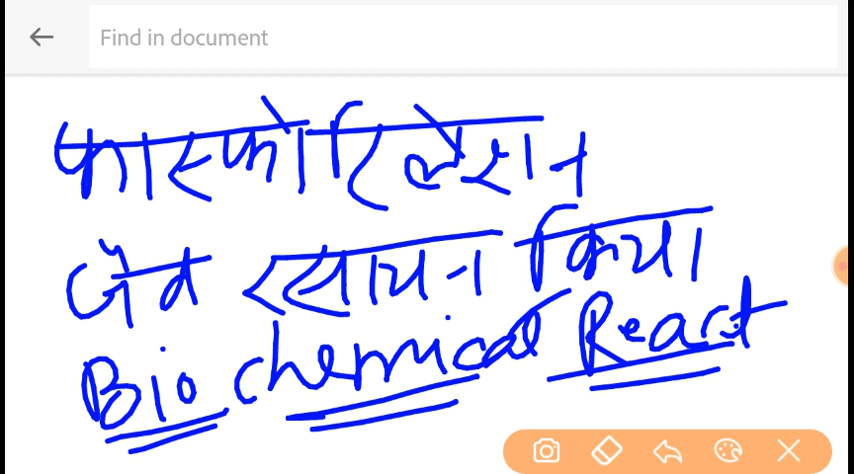 Find in document
फास्फोरिलेशन
जैव रसायन किया
Bio chemical React